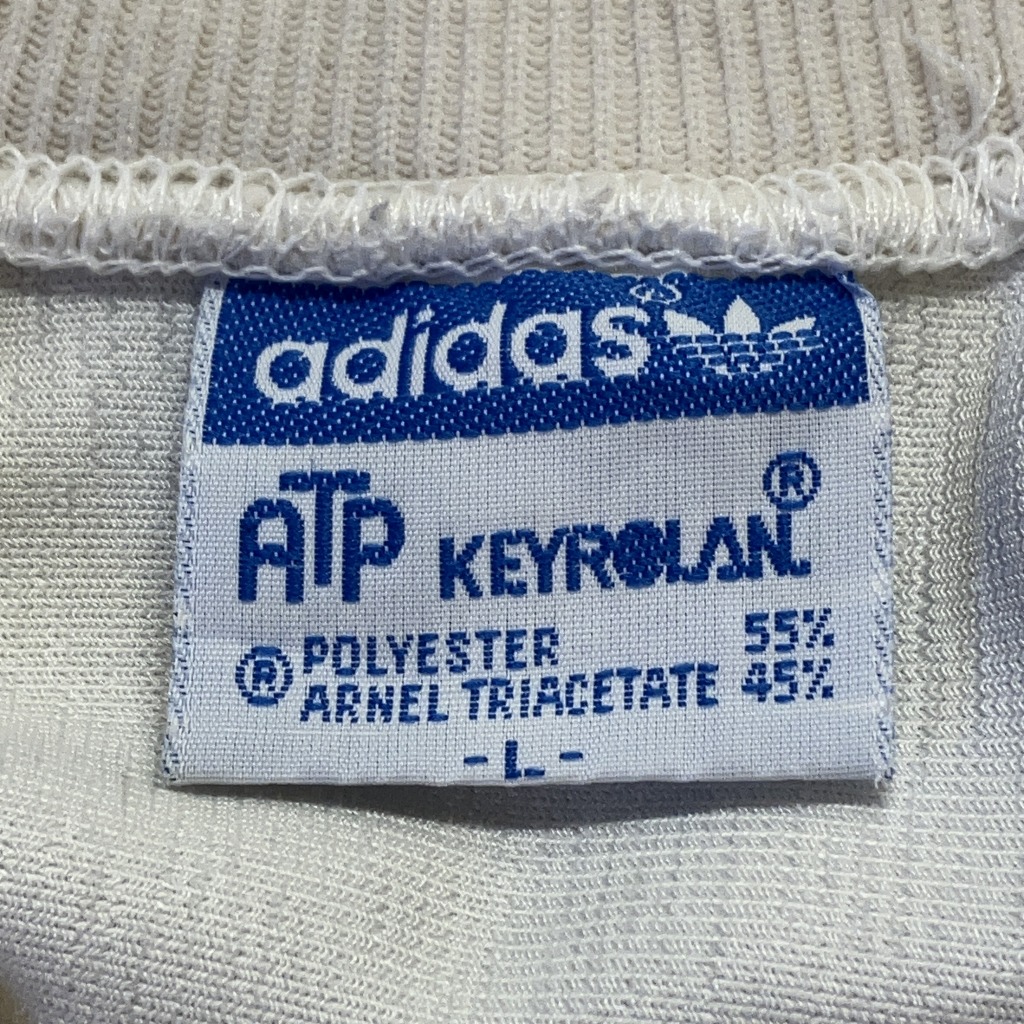 adidas®
ATP KEYROLAN®
POLYESTER 55%
® ARNEL TRIACETATE 45%
- L -